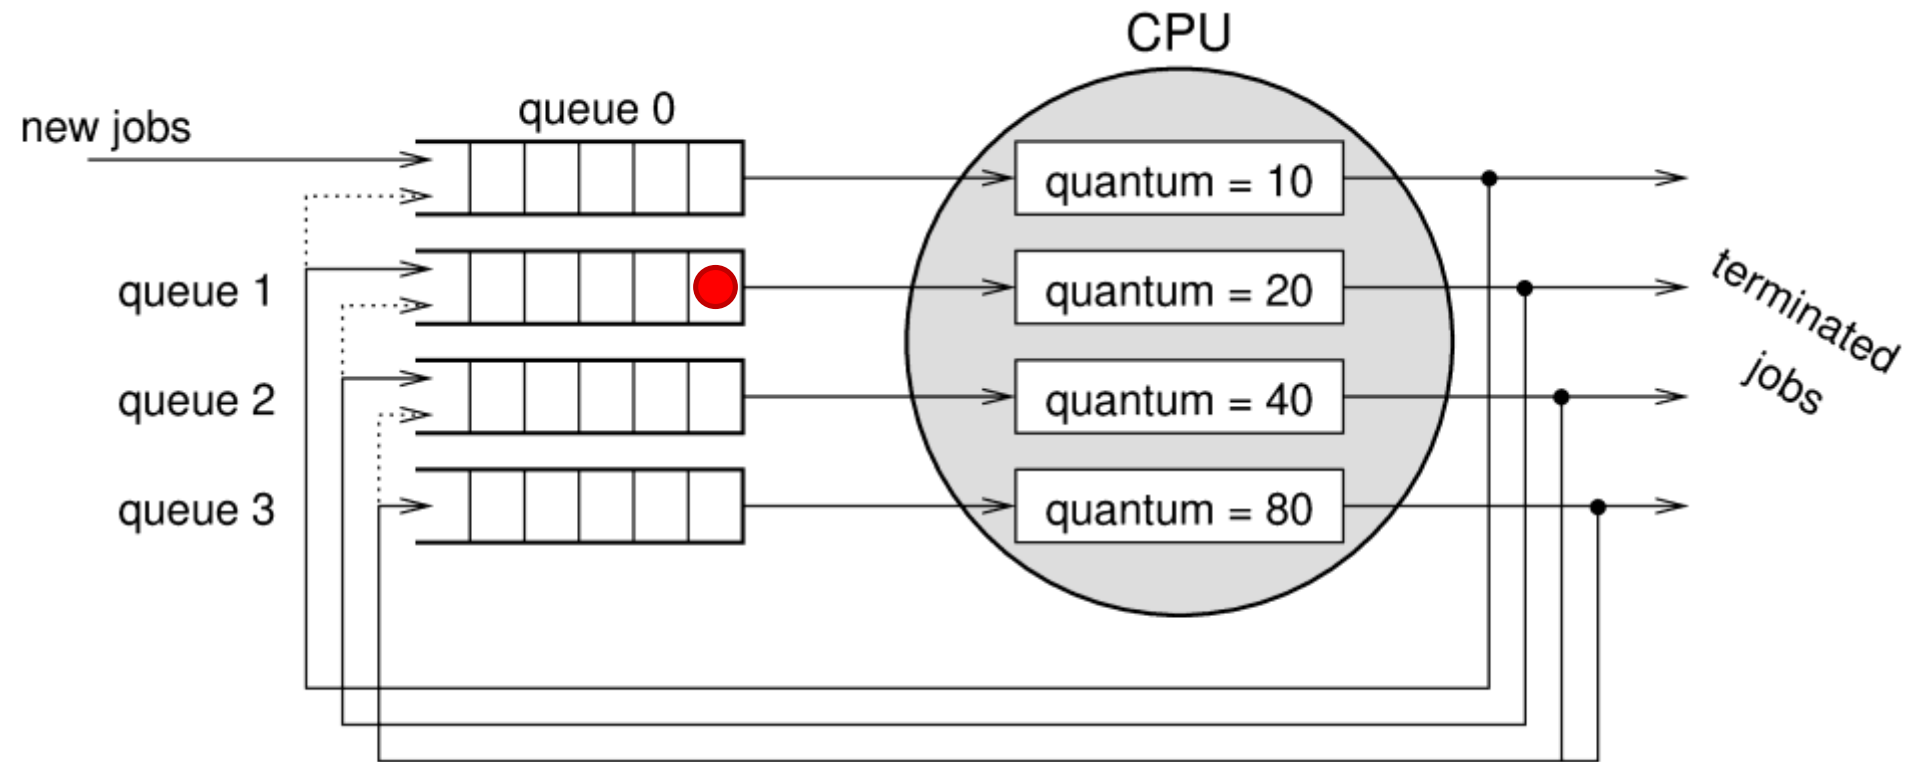 CPU
new jobs
queue 0
quantum = 10
queue 1
quantum = 20
terminated
jobs
queue 2
quantum = 40
queue 3
quantum = 80